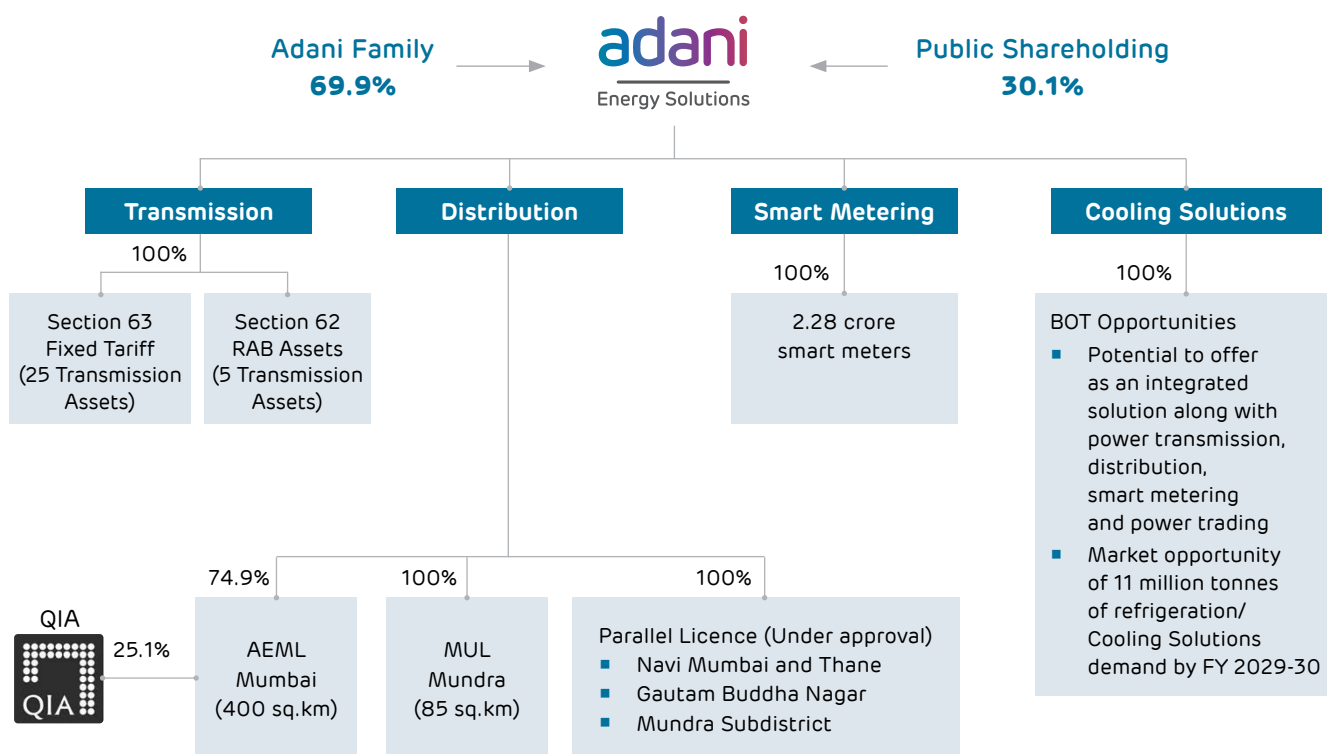 Adani Family
69.9%
adani
Energy Solutions
Public Shareholding
30.1%
Transmission
Distribution
Smart Metering
Cooling Solutions
100%
100%
100%
Section 63
Fixed Tariff
(25 Transmission
Assets)
Section 62
RAB Assets
(5 Transmission
Assets)
2.28 crore
smart meters
BOT Opportunities
Potential to offer
as an integrated
solution along with
power transmission,
distribution,
smart metering
and power trading
Market opportunity
of 11 million tonnes
of refrigeration/
Cooling Solutions
demand by FY 2029-30
74.9%
100%
100%
QIA
QIA
25.1%
AEML
Mumbai
(400 sq.km)
MUL
Mundra
(85 sq.km)
Parallel Licence (Under approval)
Navi Mumbai and Thane
Gautam Buddha Nagar
Mundra Subdistrict